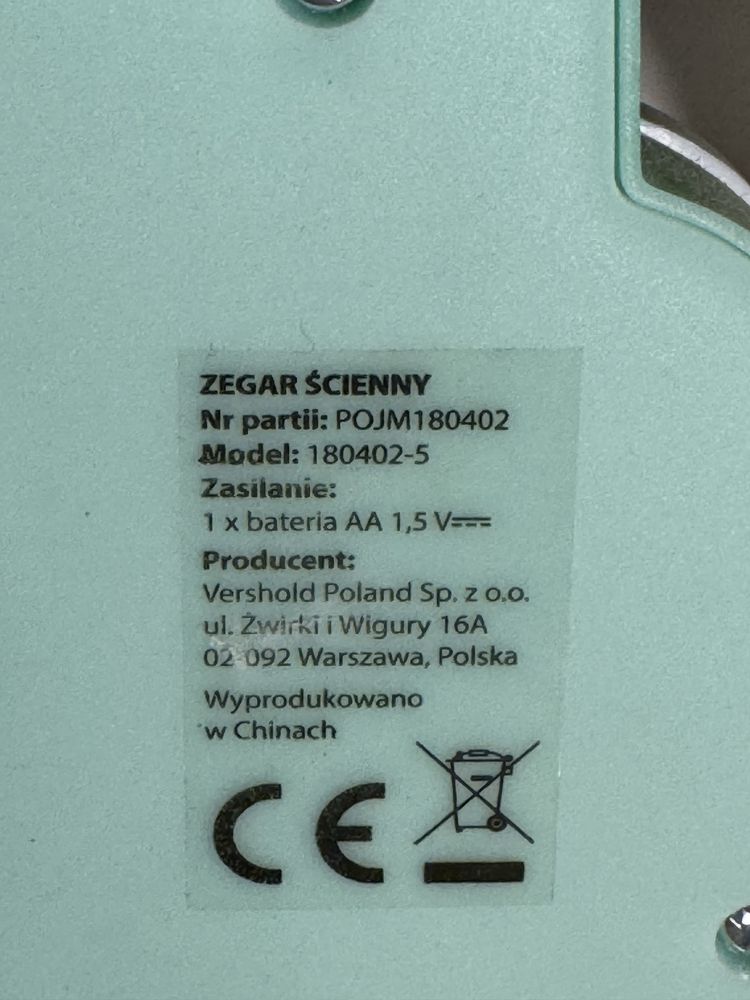 ZEGAR ŚCIENNY
Nr partii: POJM180402
Model: 180402-5
Zasilanie:
1 x bateria AA 1,5 V⎓
Producent:
Vershold Poland Sp. z o.o.
ul. Żwirki i Wigury 16A
02-092 Warszawa, Polska
Wyprodukowano
w Chinach
CE